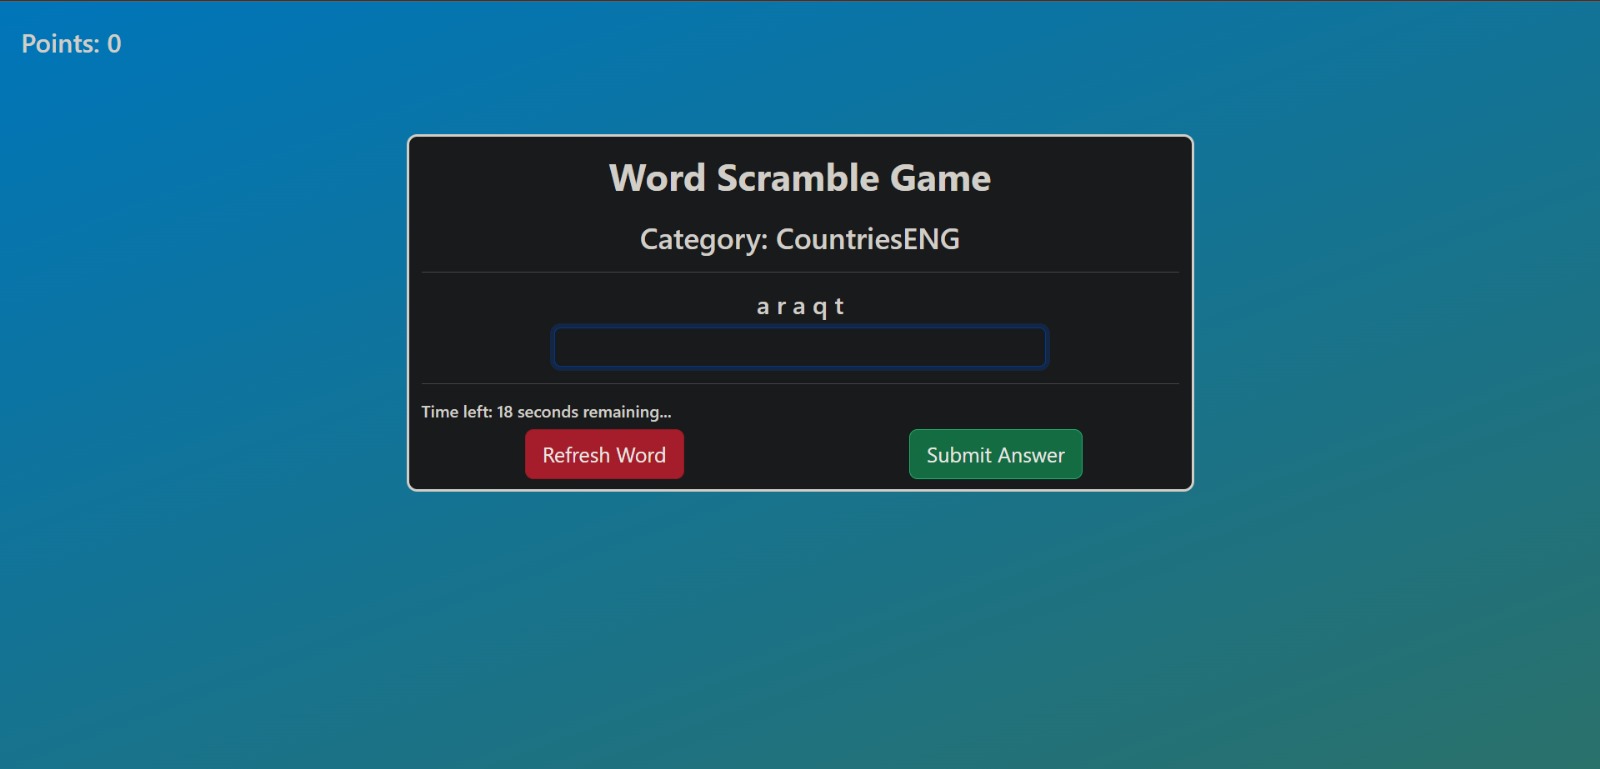 Points: 0
Word Scramble Game
Category: CountriesENG
a r a q t
Time left: 18 seconds remaining...
Refresh Word
Submit Answer